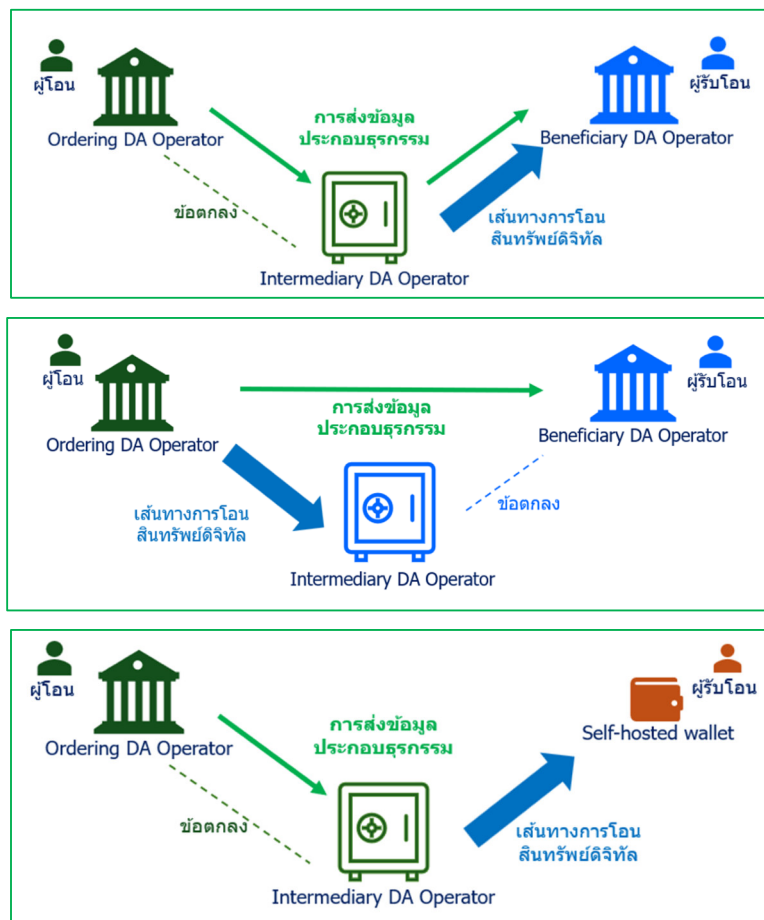 ผู้โอน
Ordering DA Operator
การส่งข้อมูล
ประกอบธุรกรรม
ผู้รับโอน
Beneficiary DA Operator
ข้อตกลง
เส้นทางการโอน
สินทรัพย์ดิจิทัล
Intermediary DA Operator
ผู้โอน
Ordering DA Operator
การส่งข้อมูล
ประกอบธุรกรรม
ผู้รับโอน
Beneficiary DA Operator
เส้นทางการโอน
สินทรัพย์ดิจิทัล
ข้อตกลง
Intermediary DA Operator
ผู้โอน
Ordering DA Operator
การส่งข้อมูล
ประกอบธุรกรรม
ผู้รับโอน
Self-hosted wallet
ข้อตกลง
เส้นทางการโอน
สินทรัพย์ดิจิทัล
Intermediary DA Operator